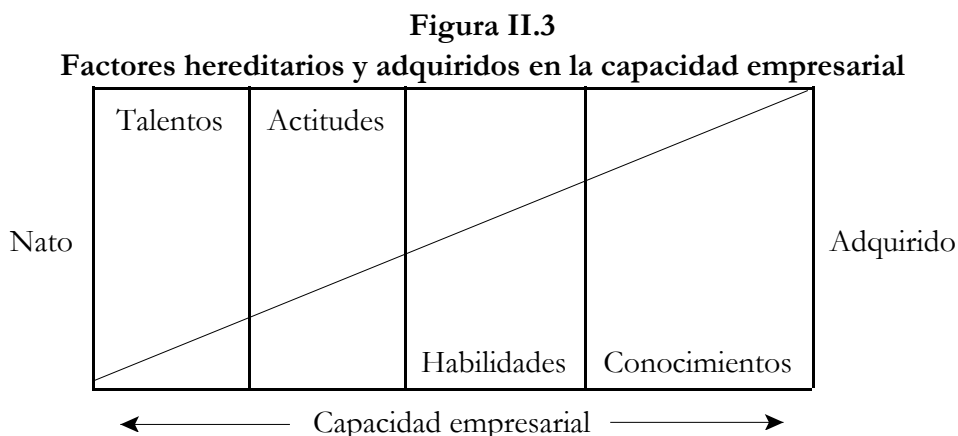 Figura II.3
Factores hereditarios y adquiridos en la capacidad empresarial
Talentos
Actitudes
Nato
Adquirido
Habilidades
Conocimientos
Capacidad empresarial